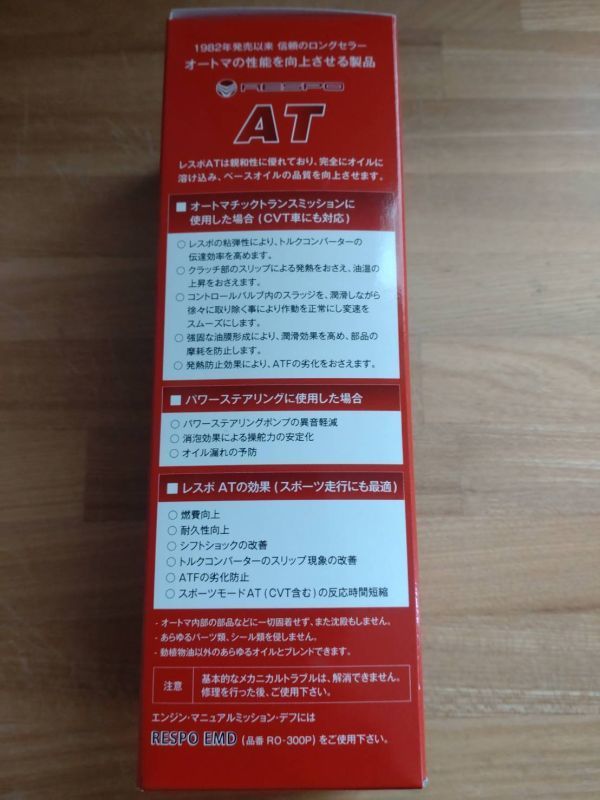 1982年発売以来 信頼のロングセラー
オートマの性能を向上させる製品
RESPO
AT
レスポATは親和性に優れており、完全にオイルに
溶け込み、ベースオイルの品質を向上させます。
■ オートマチックトランスミッションに
使用した場合 (CVT車にも対応)
○ レスポの粘弾性により、トルクコンバーターの
伝達効率を高めます。
○ クラッチ部のスリップによる発熱をおさえ、油温の
上昇をおさえます。
○ コントロールバルブ内のスラッジを、潤滑しながら
徐々に取り除く事により作動を正常にし変速を
スムーズにします。
○ 強固な油膜形成により、潤滑効果を高め、部品の
摩耗を防止します。
○ 発熱防止効果により、ATFの劣化をおさえます。
■ パワーステアリングに使用した場合
○ パワーステアリングポンプの異音軽減
○ 消泡効果による操舵力の安定化
○ オイル漏れの予防
■ レスポ ATの効果 (スポーツ走行にも最適)
○ 燃費向上
○ 耐久性向上
○ シフトショックの改善
○ トルクコンバーターのスリップ現象の改善
○ ATFの劣化防止
○ スポーツモードAT (CVT含む) の反応時間短縮
- オートマ内部の部品などに一切固着せず、また沈殿もしません。
- あらゆるパーツ類、シール類を侵しません。
- 動植物油以外のあらゆるオイルとブレンドできます。
注意 基本的なメカニカルトラブルは、解消できません。
修理を行った後、ご使用下さい。
エンジン・マニュアルミッション・デフには
RESPO EMD (品番 RO-300P) をご使用下さい。